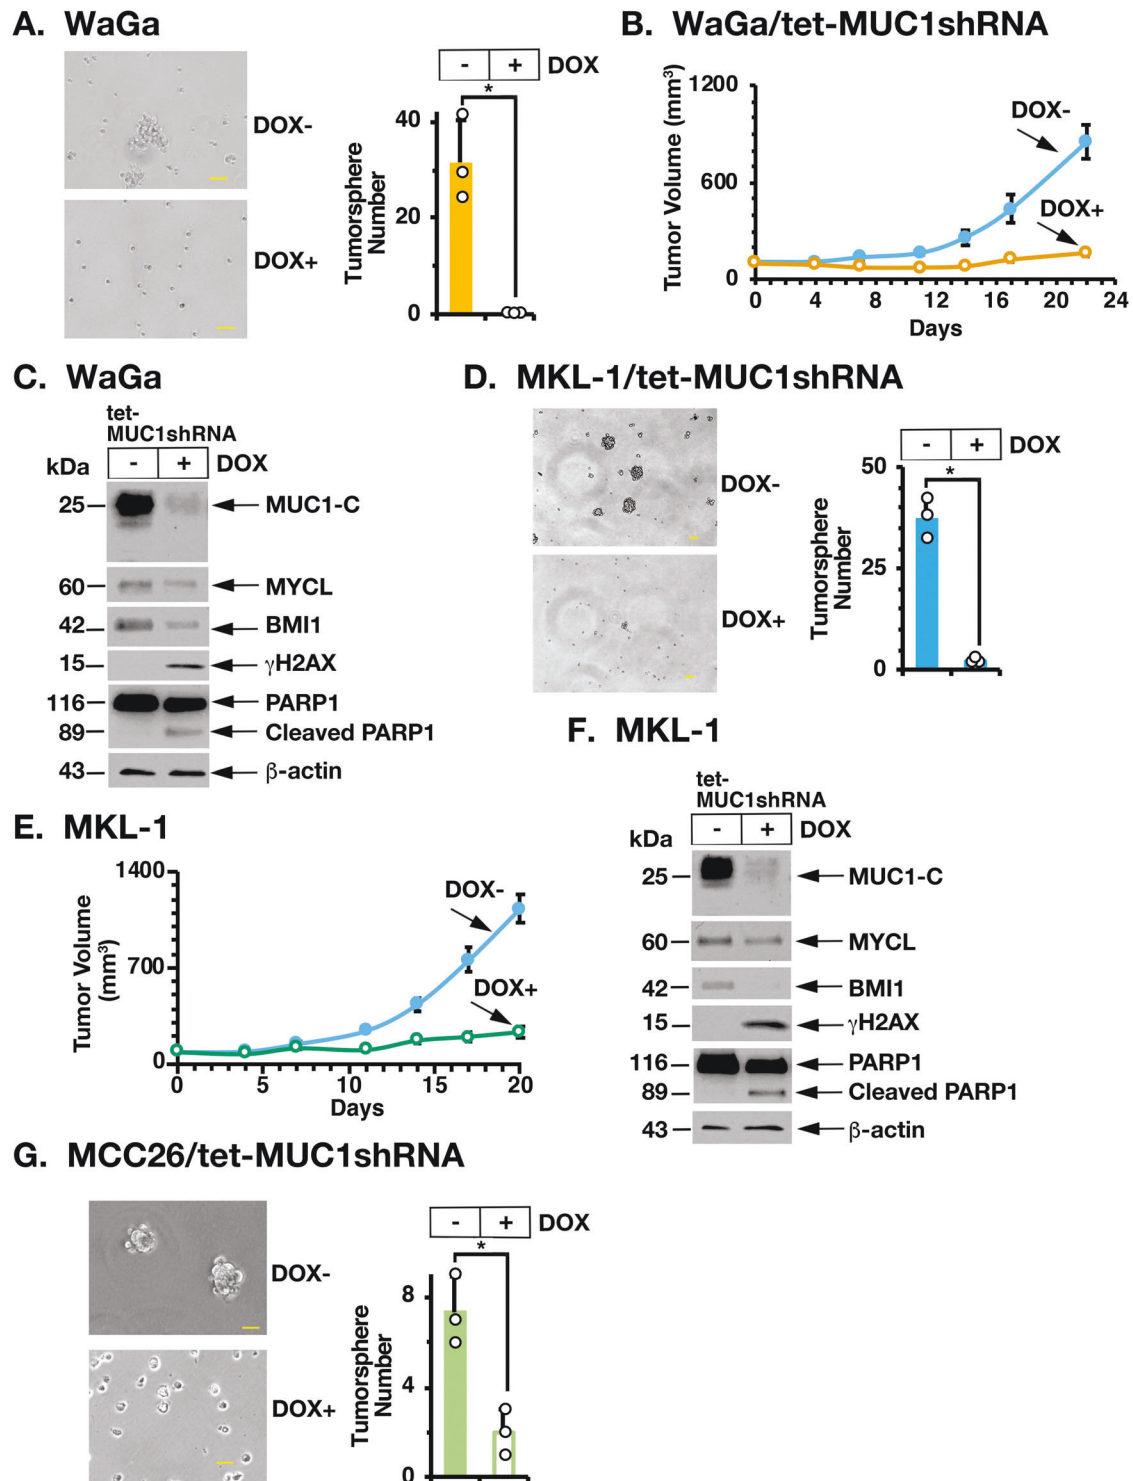 A. WaGa
DOX-
DOX+
- + DOX
*
Tumorsphere
Number
40
20
0
B. WaGa/tet-MUC1shRNA
Tumor Volume (mm³)
1200
600
0
DOX-
DOX+
0 4 8 12 16 20 24
Days
C. WaGa
tet-
MUC1shRNA
kDa - + DOX
25 MUC1-C
60 MYCL
42 BMI1
15 γH2AX
116 PARP1
89 Cleaved PARP1
43 β-actin
D. MKL-1/tet-MUC1shRNA
DOX-
DOX+
- + DOX
*
Tumorsphere
Number
50
25
0
E. MKL-1
Tumor Volume
(mm³)
1400
700
0
DOX-
DOX+
0 5 10 15 20
Days
F. MKL-1
tet-
MUC1shRNA
kDa - + DOX
25 MUC1-C
60 MYCL
42 BMI1
15 γH2AX
116 PARP1
89 Cleaved PARP1
43 β-actin
G. MCC26/tet-MUC1shRNA
DOX-
DOX+
- + DOX
*
Tumorsphere
Number
8
4
0